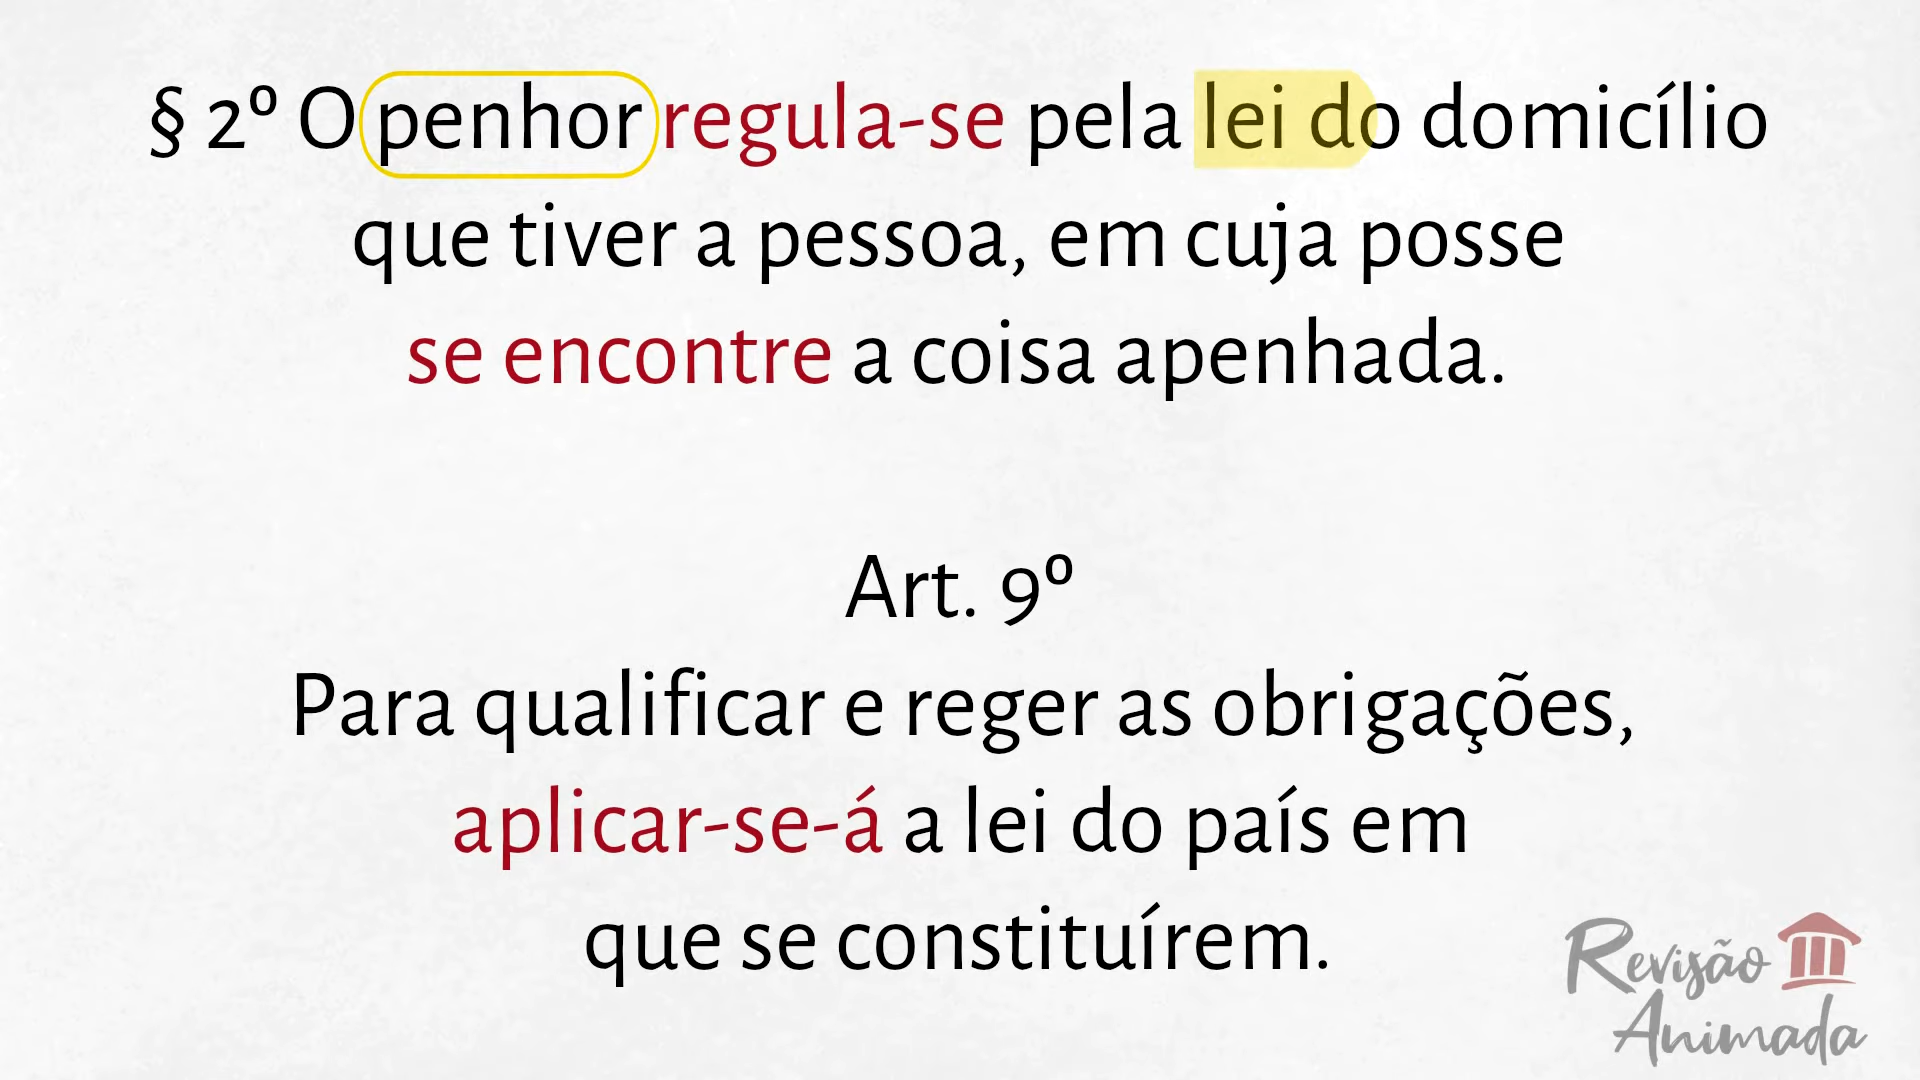 § 2º O penhor regula-se pela lei do domicílio
que tiver a pessoa, em cuja posse
se encontre a coisa apenhada.
Art. 9º
Para qualificar e reger as obrigações,
aplicar-se-á a lei do país em
que se constituírem.
Revisão
Animada